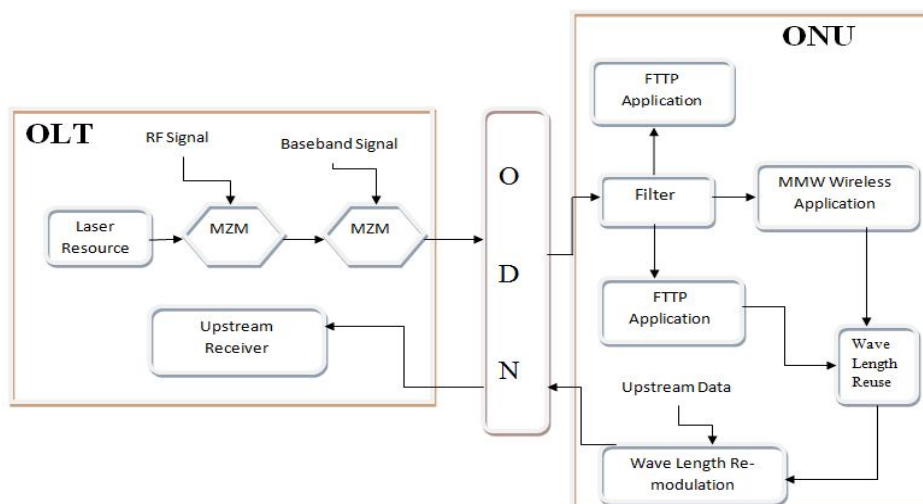 OLT
RF Signal
Baseband Signal
Laser
Resource
MZM
MZM
Upstream
Receiver
O
D
N
ONU
FTTP
Application
Filter
MMW Wireless
Application
FTTP
Application
Wave
Length
Reuse
Upstream Data
Wave Length Re-
modulation